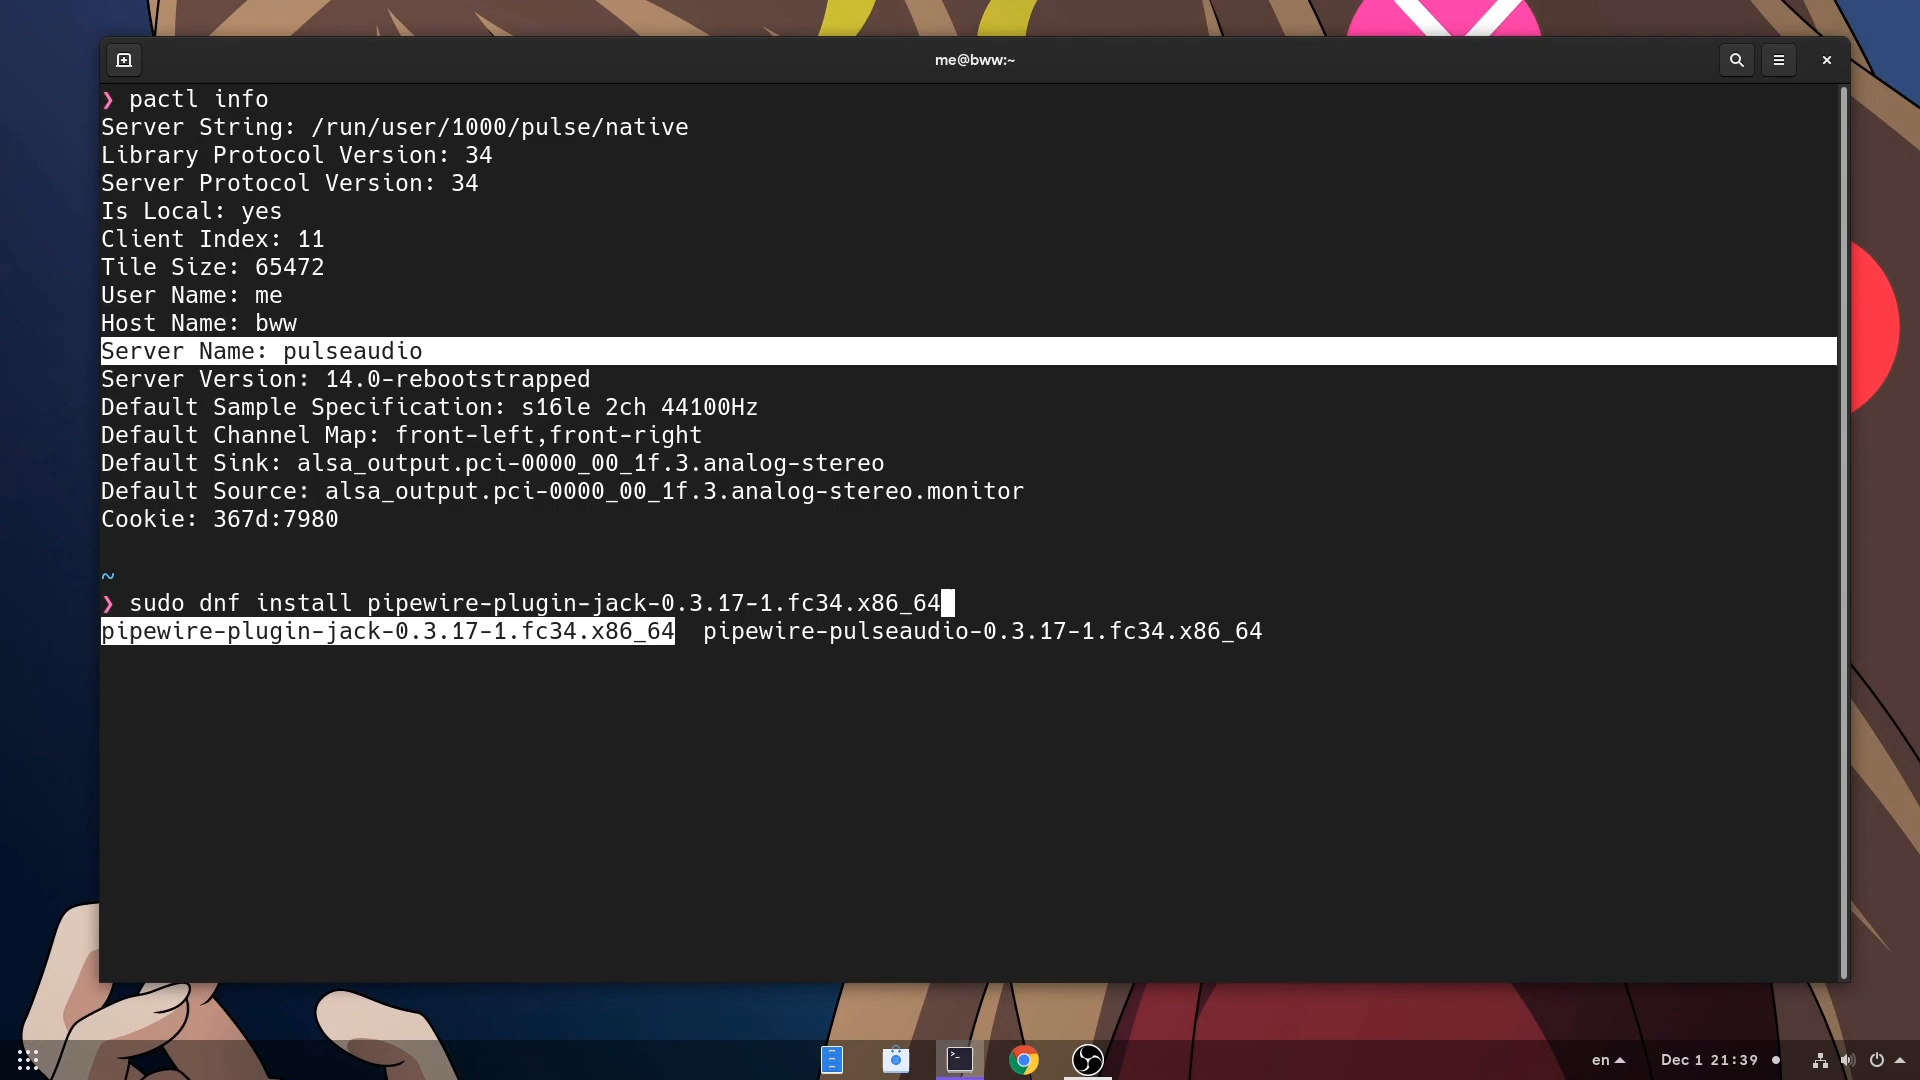 me@bww:~
❯ pactl info
Server String: /run/user/1000/pulse/native
Library Protocol Version: 34
Server Protocol Version: 34
Is Local: yes
Client Index: 11
Tile Size: 65472
User Name: me
Host Name: bww
Server Name: pulseaudio
Server Version: 14.0-rebootstrapped
Default Sample Specification: s16le 2ch 44100Hz
Default Channel Map: front-left,front-right
Default Sink: alsa_output.pci-0000_00_1f.3.analog-stereo
Default Source: alsa_output.pci-0000_00_1f.3.analog-stereo.monitor
Cookie: 367d:7980
~
❯ sudo dnf install pipewire-plugin-jack-0.3.17-1.fc34.x86_64
pipewire-plugin-jack-0.3.17-1.fc34.x86_64  pipewire-pulseaudio-0.3.17-1.fc34.x86_64
en Dec 1 21:39